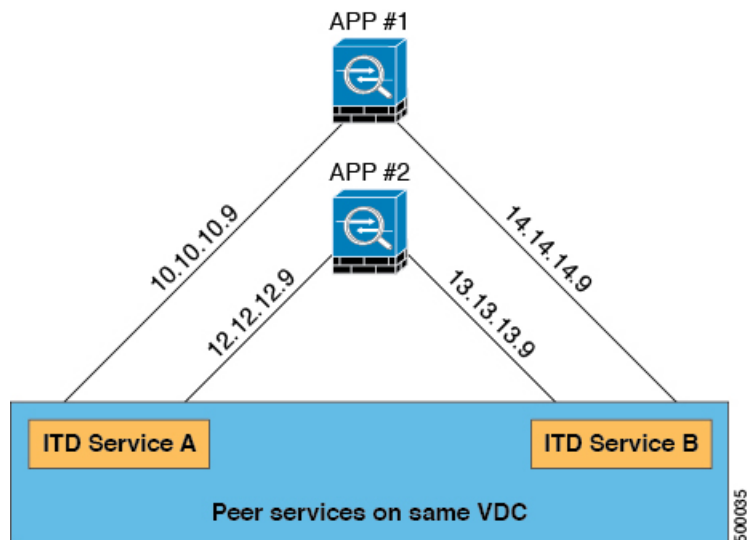 APP #1
APP #2
10.10.10.9
14.14.14.9
12.12.12.9
13.13.13.9
ITD Service A
ITD Service B
Peer services on same VDC
500035